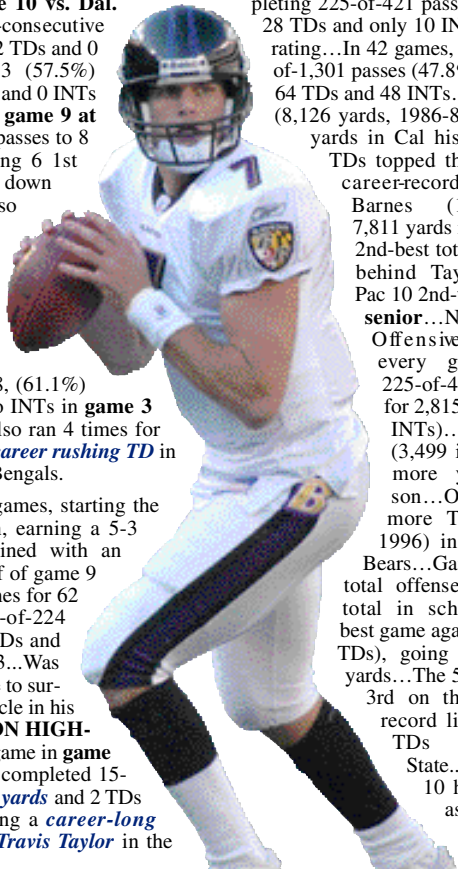 e 10 vs. Dal.
-consecutive
2 TDs and 0
3 (57.5%)
and 0 INTs
game 9 at
passes to 8
ng 6 1st
down
so
8, (61.1%)
o INTs in game 3
lso ran 4 times for
career rushing TD in
Bengals.
games, starting the
n, earning a 5-3
ined with an
f of game 9
nes for 62
-of-224
Ds and
3...Was
e to sur-
cle in his
ON HIGH-
game in game
completed 15-
yards and 2 TDs
ng a career-long
Travis Taylor in the
pleting 225-of-421 pass
28 TDs and only 10 IN
rating…In 42 games,
of-1,301 passes (47.8%
64 TDs and 48 INTs…
(8,126 yards, 1986-8
yards in Cal his
TDs topped th
career-record
Barnes (1
7,811 yards
2nd-best tot
behind Tay
Pac 10 2nd-
senior…N
Offensive
every g
225-of-4
for 2,815
INTs)…
(3,499 i
more y
son…O
more T
1996) in
Bears…Ga
total offense
total in sch
best game aga
TDs), going
yards…The 5
3rd on th
record li
TDs
State..
10 h
as
7
B